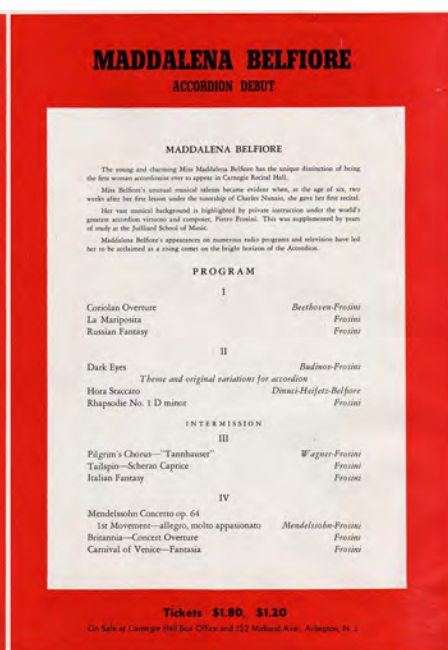 MADDALENA BELFIORE
ACCORDION DEBUT
MADDALENA BELFIORE
The young and charming Miss Maddalena Belfiore has the unique distinction of being
the first woman accordionist ever to appear in Carnegie Recital Hall.
Miss Belfiore's unusual musical talents became evident when, at the age of six, two
weeks after her first lesson under the tutorship of Charles Nunzio, she gave her first recital.
Her vast musical background is highlighted by private instruction under the world's
greatest accordion virtuoso and composer, Pietro Frosini. This was supplemented by years
of study at the Juilliard School of Music.
Maddalena Belfiore's appearances on numerous radio programs and television have led
her to be acclaimed as a rising comet on the bright horizon of the Accordion.
PROGRAM
I
Coriolan Overture Beethoven-Frosini
La Mariposita Frosini
Russian Fantasy Frosini
II
Dark Eyes Budinov-Frosini
Theme and original variations for accordion
Hora Staccato Dinicu-Heifetz-Belfiore
Rhapsodie No. 1 D minor Frosini
INTERMISSION
III
Pilgrim's Chorus—"Tannhauser" Wagner-Frosini
Tailspin—Scherzo Caprice Frosini
Italian Fantasy Frosini
IV
Mendelssohn Concerto op. 64
1st Movement—allegro, molto appasionato Mendelssohn-Frosini
Britannia—Concert Overture Frosini
Carnival of Venice—Fantasia Frosini
Tickets $1.80, $1.20
On Sale at Carnegie Hall Box Office and 152 Midland Ave., Arlington, N. J.